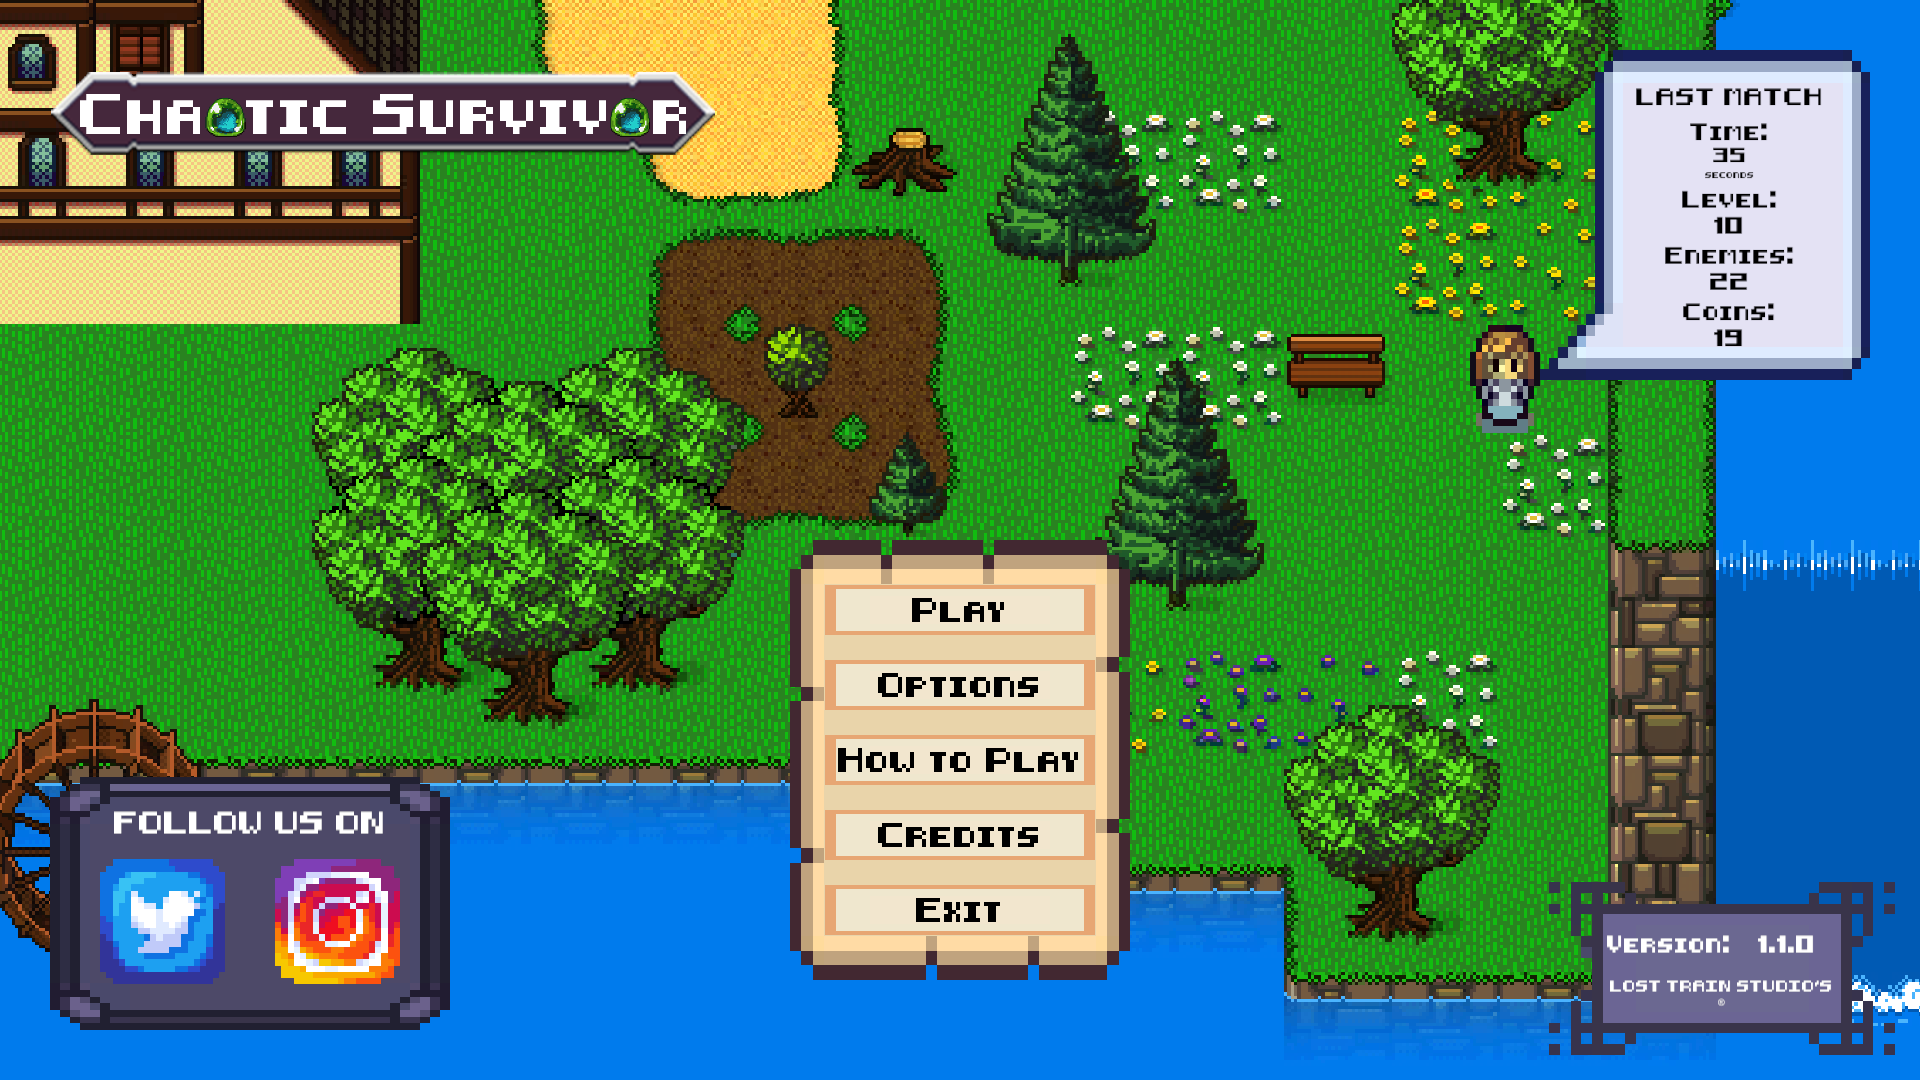 CHAOTIC SURVIVOR
LAST MATCH
TIME:
35
SECONDS
LEVEL:
10
ENEMIES:
22
COINS:
19
PLAY
OPTIONS
HOW TO PLAY
CREDITS
EXIT
FOLLOW US ON
VERSION: 1.1.0
LOST TRAIN STUDIO'S
®